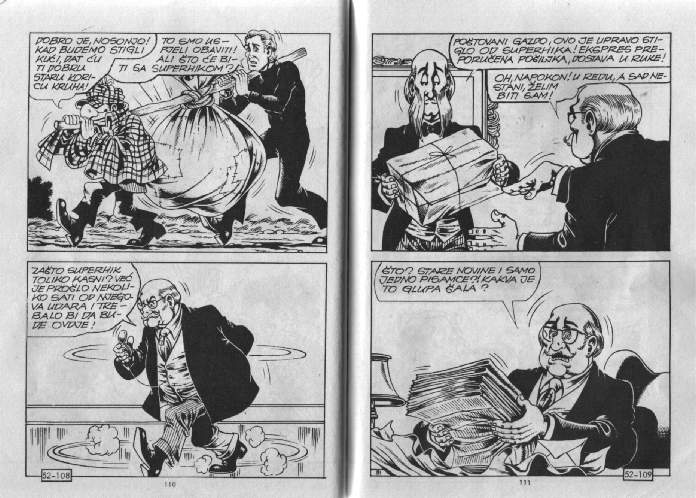 DOBRO JE, NOSONJO!
KAD BUDEMO STIGLI
KUĆI, DAT ĆU
TI DOBRU
STARU KORI-
CU KRUHA!
TO SMO US-
PJELI OBAVITI!
ALI ŠTO ĆE BI-
TI SA SUPERHIKOM?
ZAŠTO SUPERHIK
TOLIKO KASNI? VEĆ
JE PROŠLO NEKOLI-
KO SATI OD NJEGO-
VA UDARA I TRE-
BALO BI DA BU-
DE OVDJE!
52-108
110
POŠTOVANI GAZDO, OVO JE UPRAVO STI-
GLO OD SUPERHIKA! EKSPRES PRE-
PORUČENA POŠILJKA, DOSTAVA U RUKE!
OH, NAPOKON! U REDU, A SAD NE-
STANI, ŽELIM
BITI SAM!
ŠTO? STARE NOVINE I SAMO
JEDNO PISAMCE?! KAKVA JE
TO GLUPA ŠALA?
111
52-109